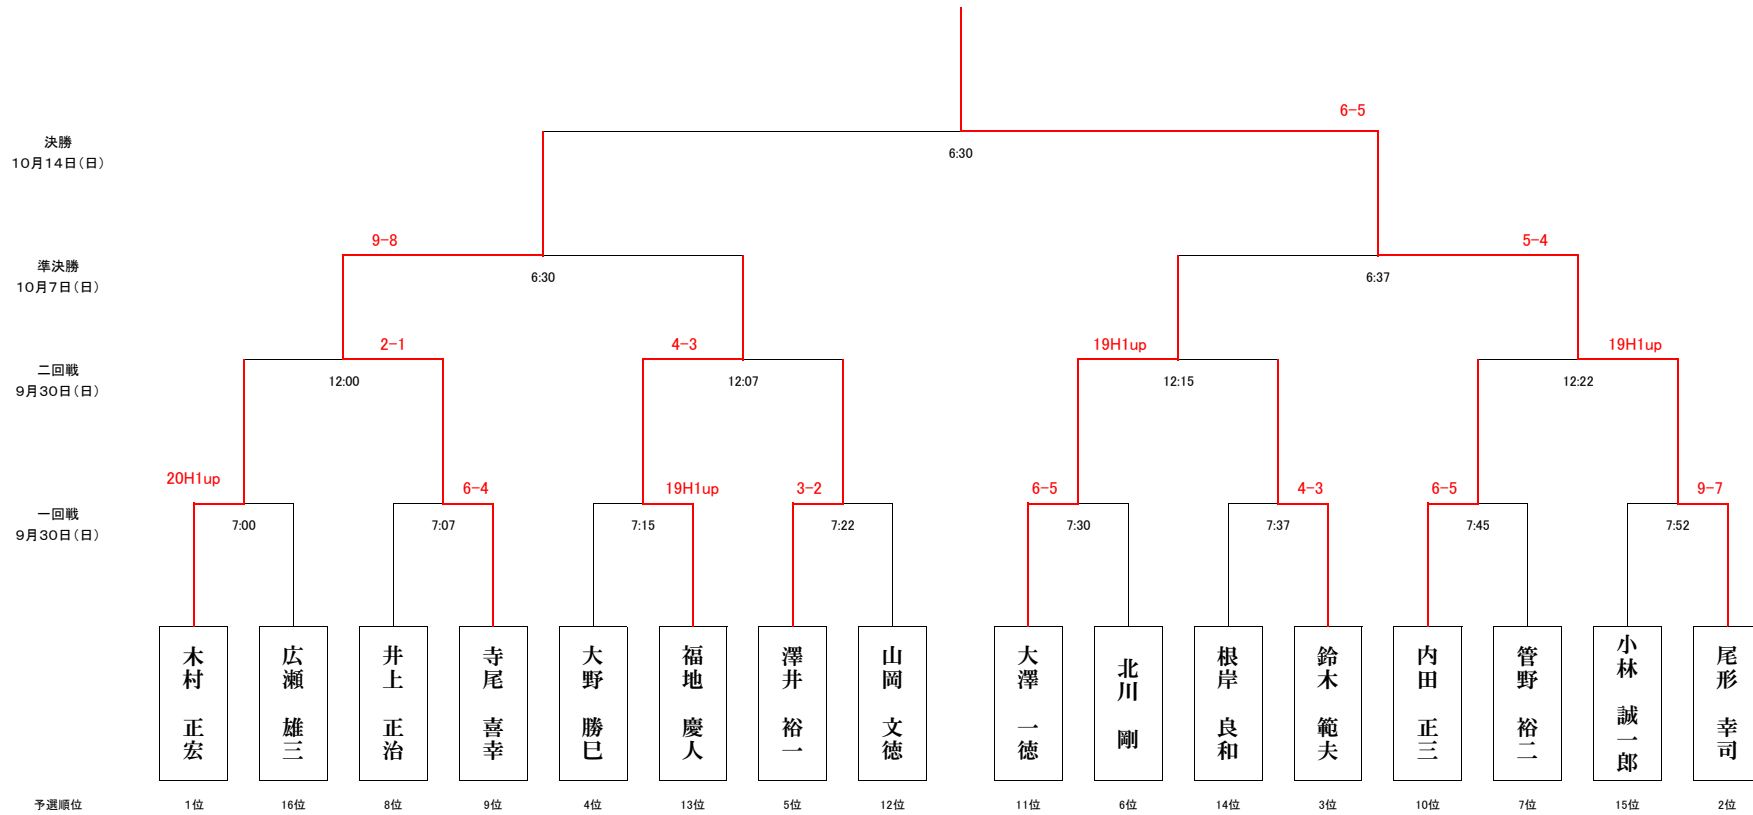 6-5
決勝
10月14日(日)
6:30
9-8
5-4
準決勝
10月7日(日)
6:30
6:37
2-1
4-3
19H1up
19H1up
二回戦
9月30日(日)
12:00
12:07
12:15
12:22
20H1up
6-4
19H1up
3-2
6-5
4-3
6-5
9-7
一回戦
9月30日(日)
7:00
7:07
7:15
7:22
7:30
7:37
7:45
7:52
木村 正宏
広瀬 雄三
井上 正治
寺尾 喜幸
大野 勝巳
福地 慶人
澤井 裕一
山岡 文徳
大澤 一徳
北川 剛
根岸 良和
鈴木 範夫
内田 正三
管野 裕二
小林 誠一郎
尾形 幸司
予選順位
1位
16位
8位
9位
4位
13位
5位
12位
11位
6位
14位
3位
10位
7位
15位
2位